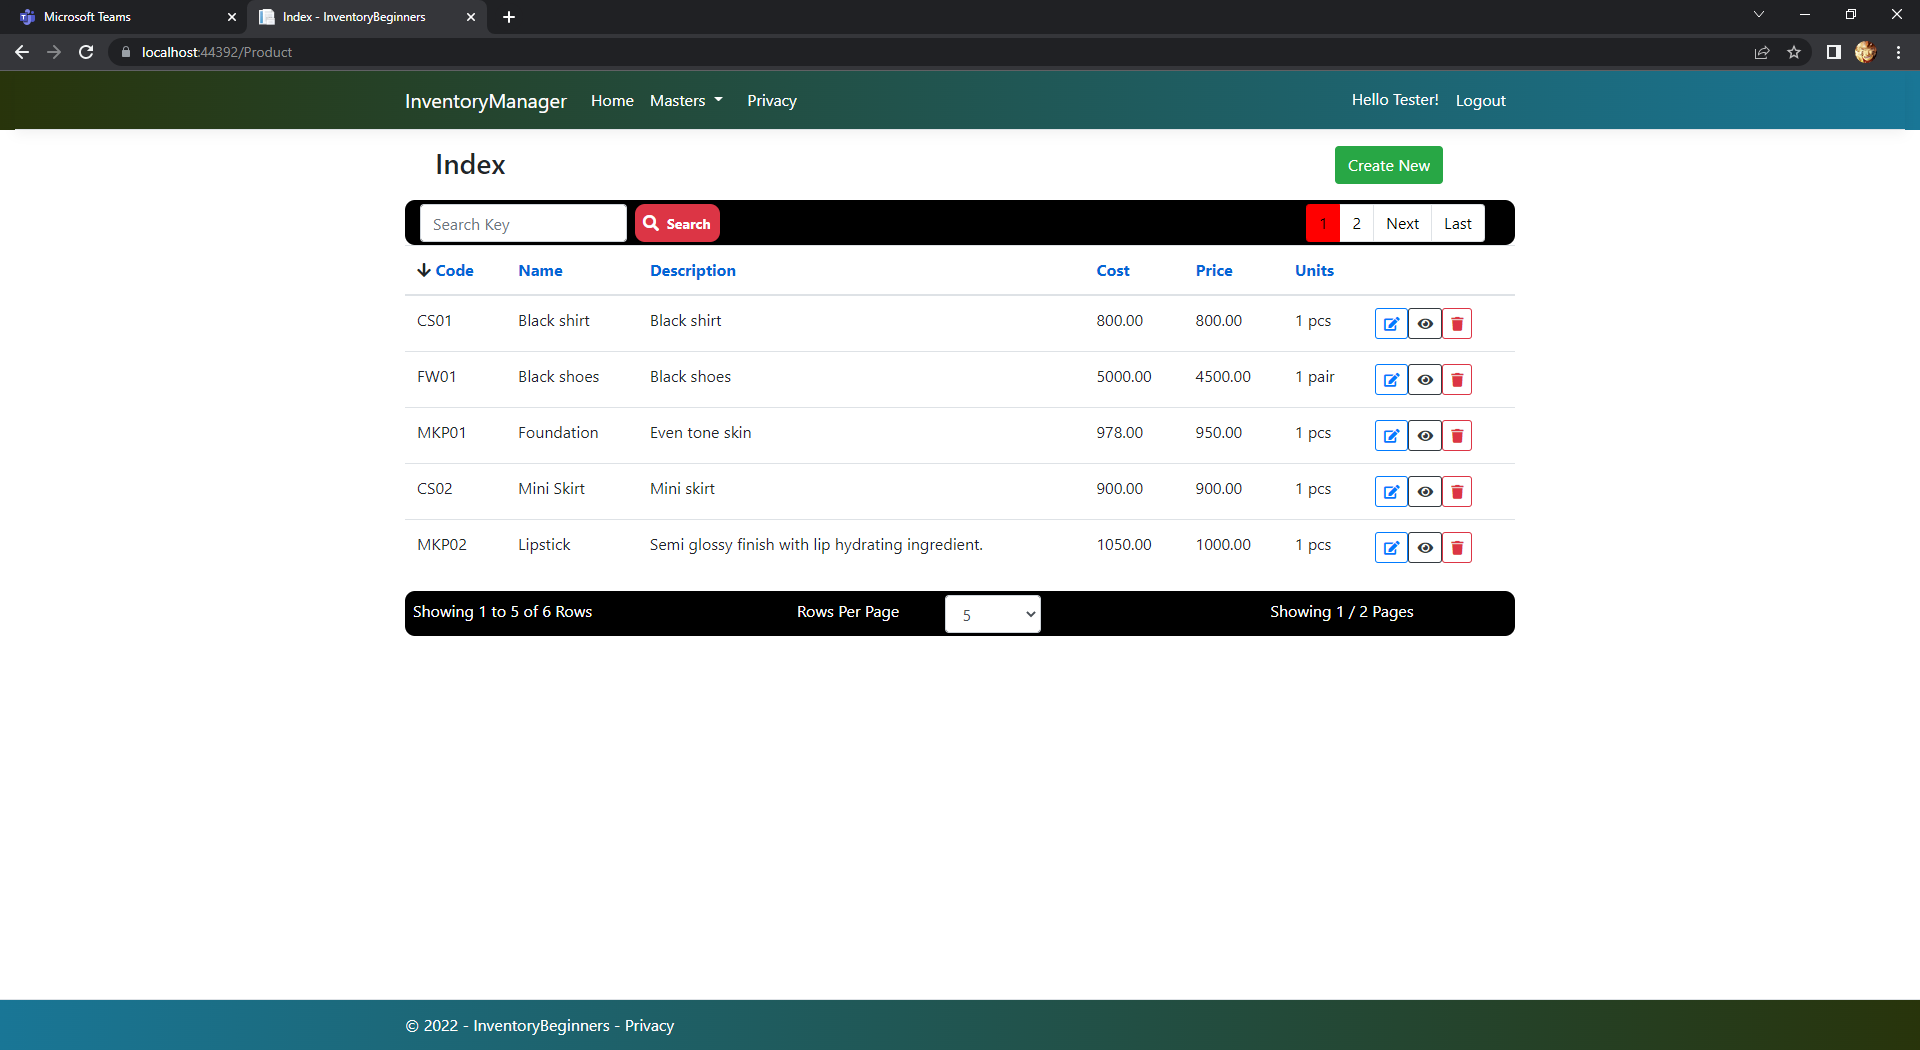 Microsoft Teams
Index - InventoryBeginners
localhost:44392/Product
InventoryManager Home Masters Privacy Hello Tester! Logout
Index Create New
Search Key Search 1 2 Next Last
Code Name Description Cost Price Units
CS01 Black shirt Black shirt 800.00 800.00 1 pcs
FW01 Black shoes Black shoes 5000.00 4500.00 1 pair
MKP01 Foundation Even tone skin 978.00 950.00 1 pcs
CS02 Mini Skirt Mini skirt 900.00 900.00 1 pcs
MKP02 Lipstick Semi glossy finish with lip hydrating ingredient. 1050.00 1000.00 1 pcs
Showing 1 to 5 of 6 Rows Rows Per Page 5 Showing 1 / 2 Pages
© 2022 - InventoryBeginners - Privacy